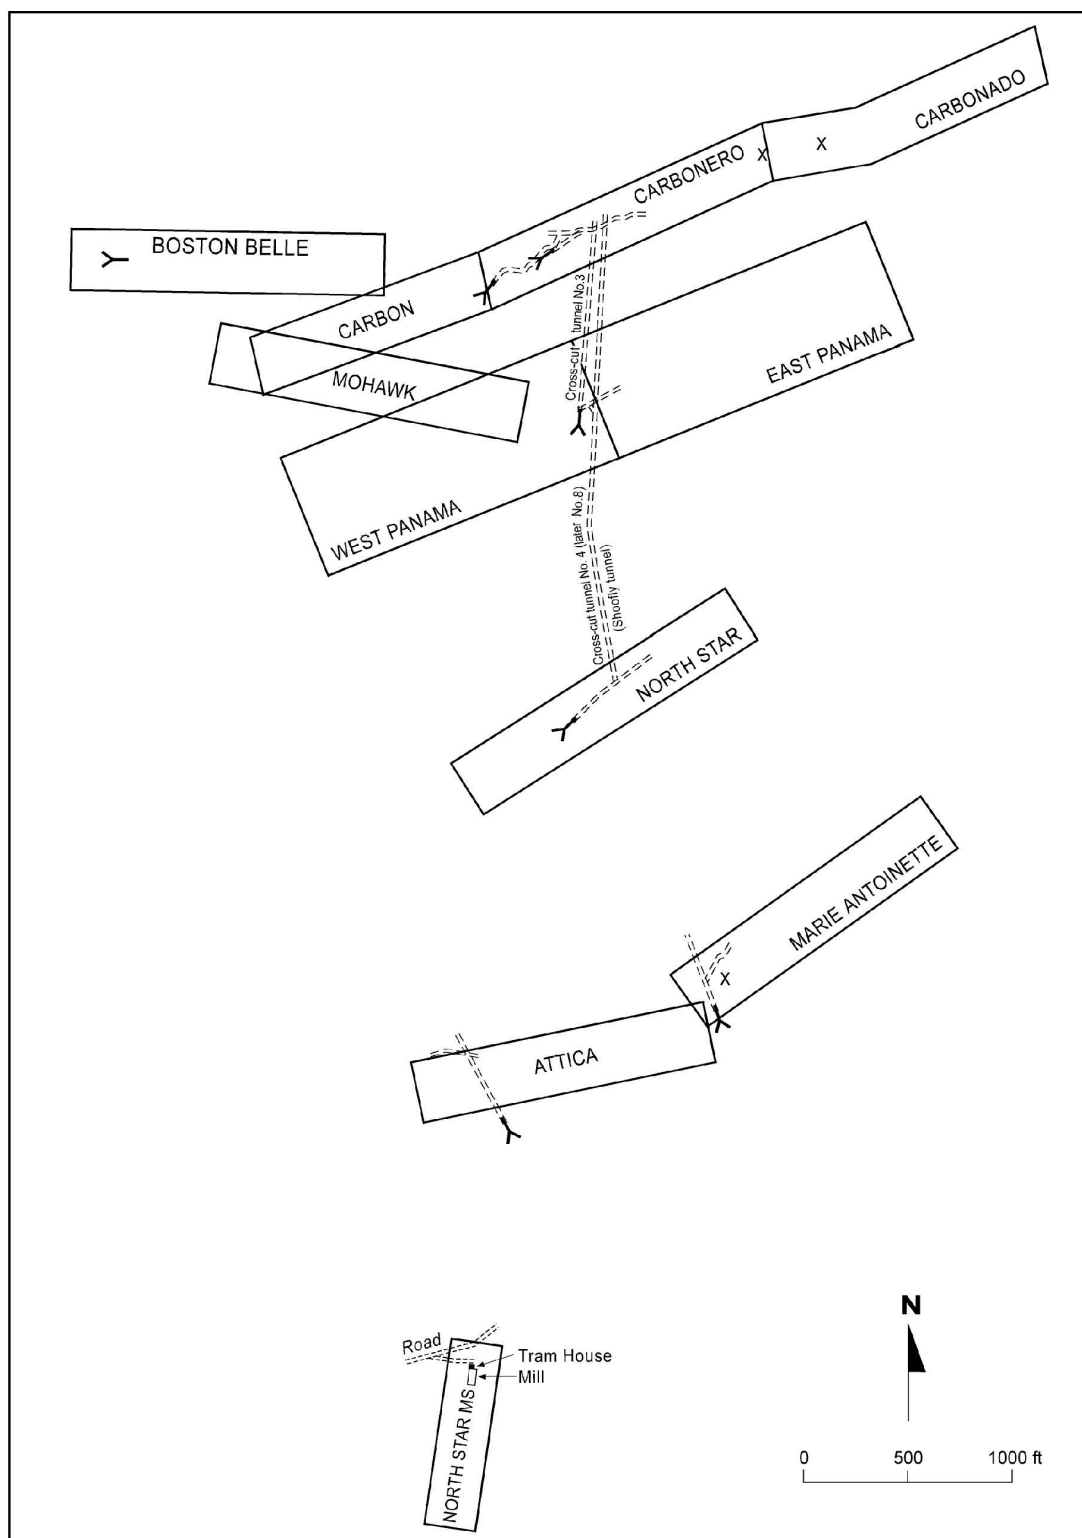 CARBONADO
X
X
CARBONERO
BOSTON BELLE
CARBON
MOHAWK
Cross-cut tunnel No.3
EAST PANAMA
WEST PANAMA
Cross-cut tunnel No. 4 (later No.8)
(Shoofly tunnel)
NORTH STAR
MARIE ANTOINETTE
X
ATTICA
Road
Tram House
Mill
NORTH STAR MS
N
0 500 1000 ft